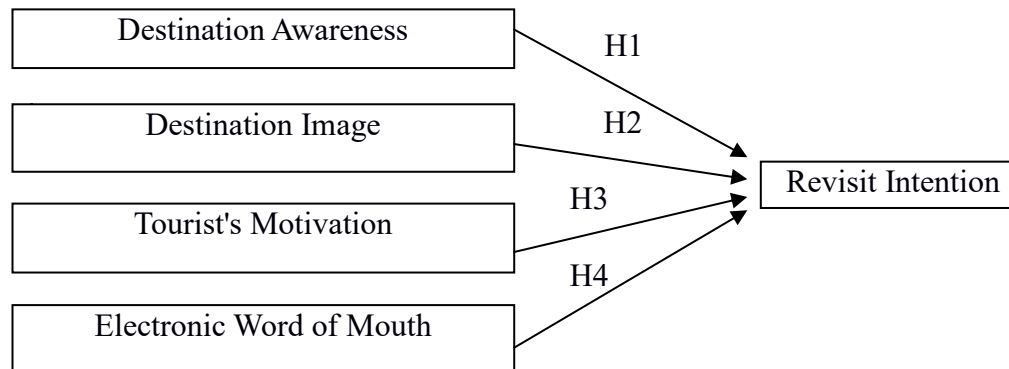 Destination Awareness
H1
Destination Image
H2
Tourist's Motivation
H3
Electronic Word of Mouth
H4
Revisit Intention